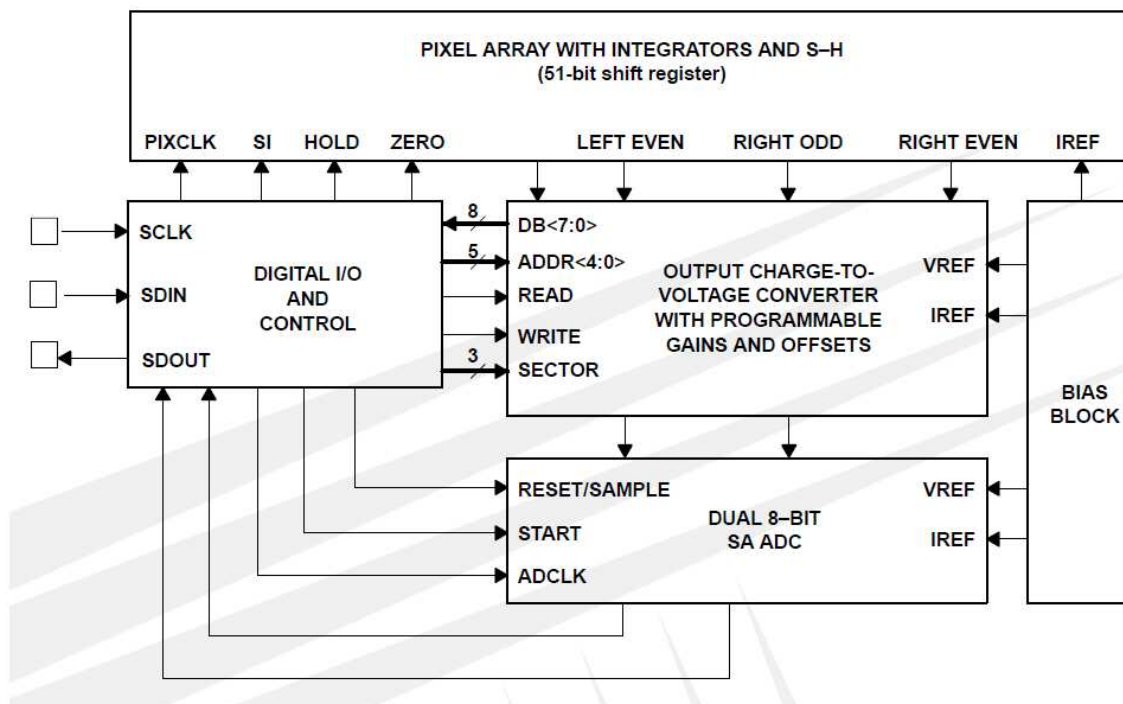 PIXEL ARRAY WITH INTEGRATORS AND S–H
(51-bit shift register)
PIXCLK SI HOLD ZERO LEFT EVEN RIGHT ODD RIGHT EVEN IREF
SCLK
SDIN
SDOUT
DIGITAL I/O
AND
CONTROL
8
5
3
DB<7:0>
ADDR<4:0>
READ
WRITE
SECTOR
OUTPUT CHARGE-TO-
VOLTAGE CONVERTER
WITH PROGRAMMABLE
GAINS AND OFFSETS
VREF
IREF
BIAS
BLOCK
RESET/SAMPLE
START
ADCLK
DUAL 8–BIT
SA ADC
VREF
IREF